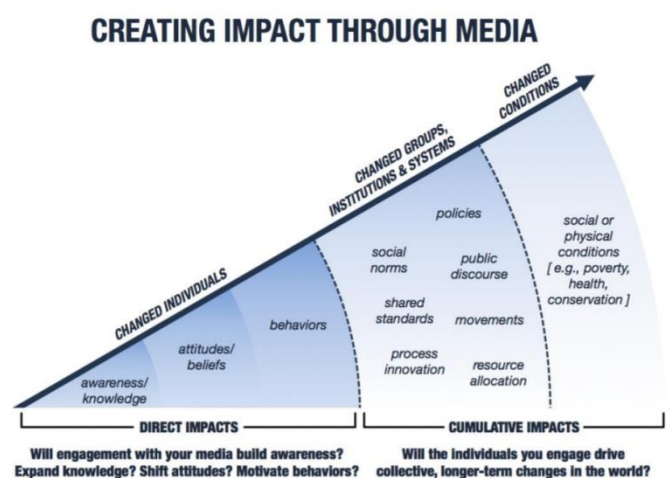 CREATING IMPACT THROUGH MEDIA
CHANGED INDIVIDUALS
CHANGED GROUPS,
INSTITUTIONS & SYSTEMS
CHANGED
CONDITIONS
awareness/
knowledge
attitudes/
beliefs
behaviors
policies
social
norms
public
discourse
shared
standards
movements
process
innovation
resource
allocation
social or
physical
conditions
[ e.g., poverty,
health,
conservation ]
DIRECT IMPACTS
Will engagement with your media build awareness?
Expand knowledge? Shift attitudes? Motivate behaviors?
CUMULATIVE IMPACTS
Will the individuals you engage drive
collective, longer-term changes in the world?